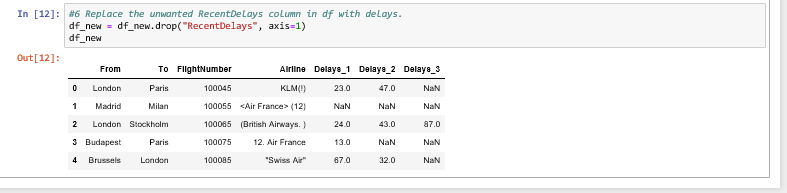 In [12]: #6 Replace the unwanted RecentDelays column in df with delays.
df_new = df_new.drop("RecentDelays", axis=1)
df_new
Out[12]:
From To FlightNumber Airline Delays_1 Delays_2 Delays_3
0 London Paris 100045 KLM(!) 23.0 47.0 NaN
1 Madrid Milan 100055 <Air France> (12) NaN NaN NaN
2 London Stockholm 100065 (British Airways. ) 24.0 43.0 87.0
3 Budapest Paris 100075 12. Air France 13.0 NaN NaN
4 Brussels London 100085 "Swiss Air" 67.0 32.0 NaN